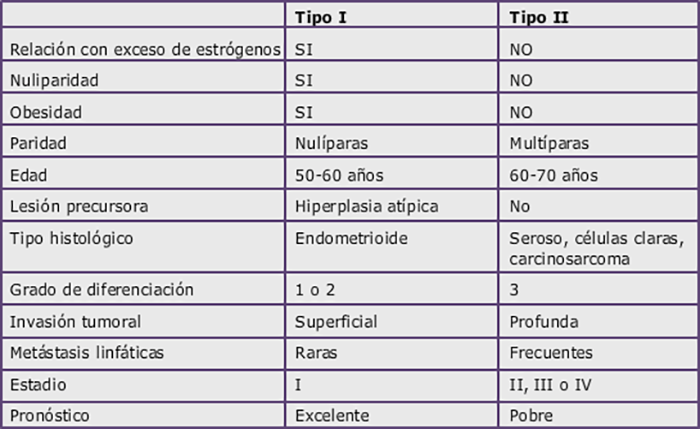 Tipo I Tipo II
Relación con exceso de estrógenos SI NO
Nuliparidad SI NO
Obesidad SI NO
Paridad Nulíparas Multíparas
Edad 50-60 años 60-70 años
Lesión precursora Hiperplasia atípica No
Tipo histológico Endometrioide Seroso, células claras,
carcinosarcoma
Grado de diferenciación 1 o 2 3
Invasión tumoral Superficial Profunda
Metástasis linfáticas Raras Frecuentes
Estadio I II, III o IV
Pronóstico Excelente Pobre